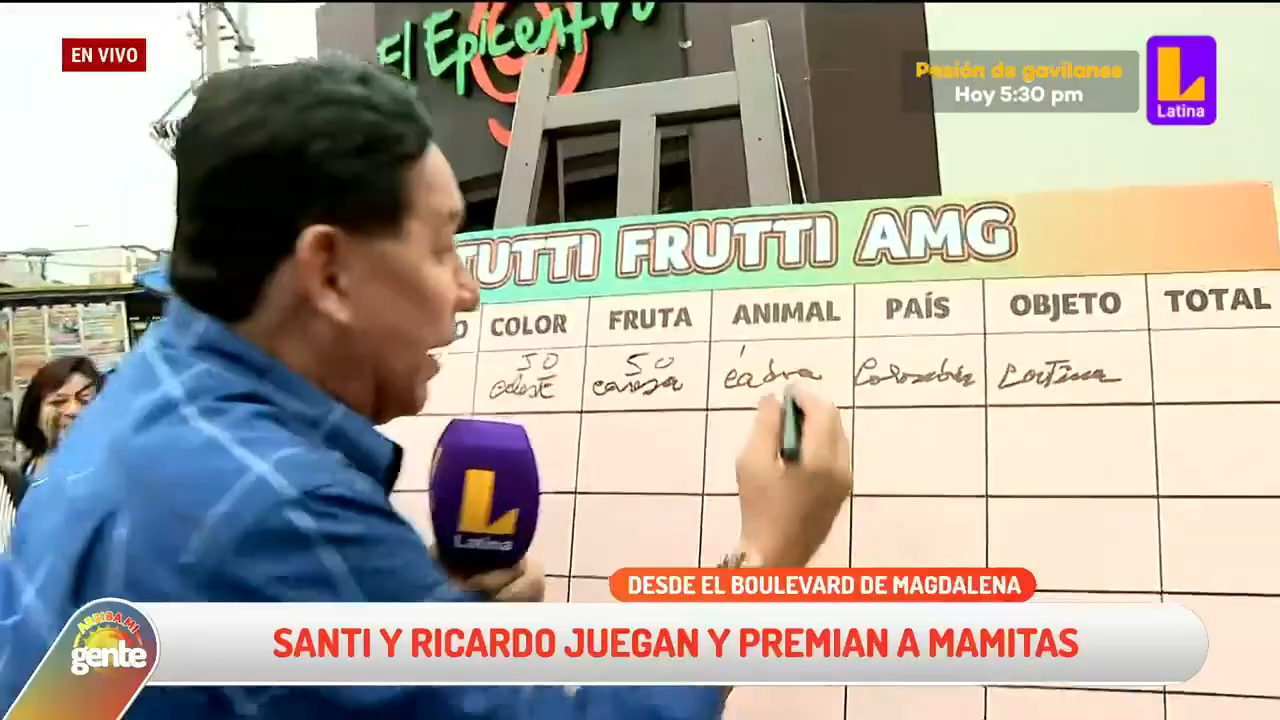 EN VIVO
El Epicentro
Pasión de gavilanes
Hoy 5:30 pm
L
Latina
TUTTI FRUTTI AMG
COLOR FRUTA ANIMAL PAÍS OBJETO TOTAL
50 50
celeste cereza cabra Colombia Cortina
L
Latina
DESDE EL BOULEVARD DE MAGDALENA
ARRIBA MI
gente
SANTI Y RICARDO JUEGAN Y PREMIAN A MAMITAS